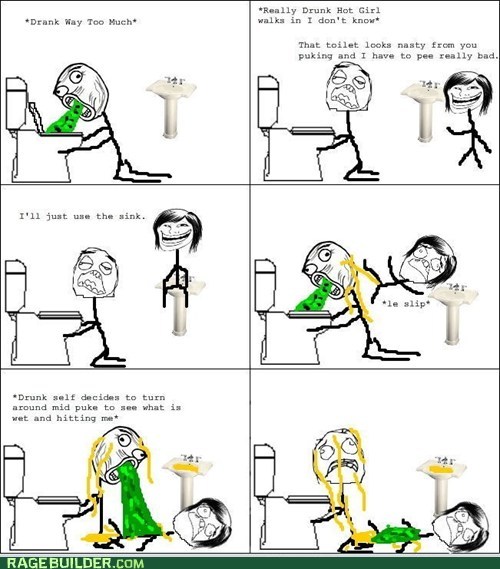 *Drank Way Too Much*
*Really Drunk Hot Girl
walks in I don't know*
That toilet looks nasty from you
puking and I have to pee really bad.
I'll just use the sink.
*le slip*
*Drunk self decides to turn
around mid puke to see what is
wet and hitting me*
RAGEBUILDER.COM